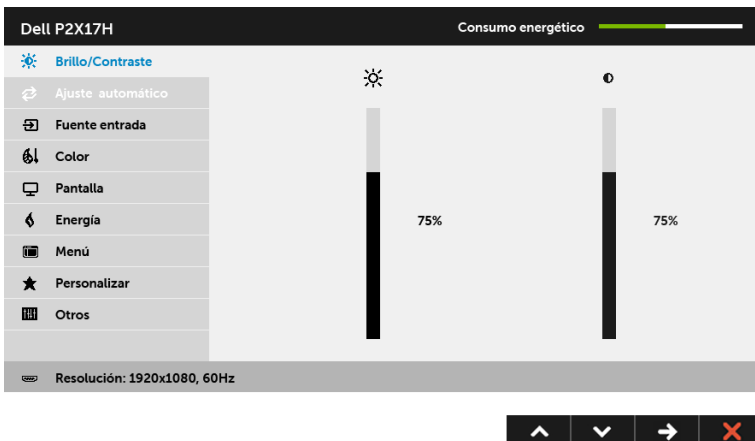 Dell P2X17H
Consumo energético
Brillo/Contraste
Ajuste automático
Fuente entrada
Color
Pantalla
Energía
Menú
Personalizar
Otros
75%
75%
Resolución: 1920x1080, 60Hz